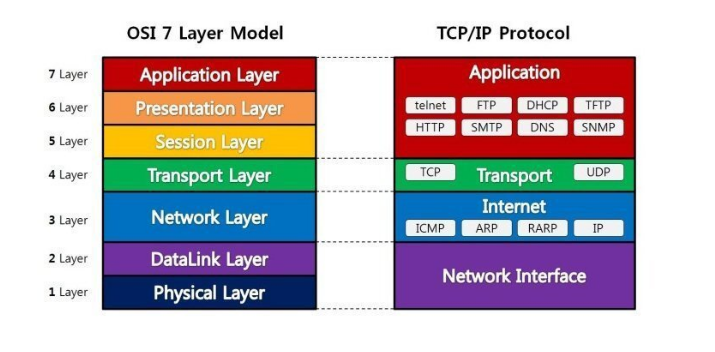 OSI 7 Layer Model
TCP/IP Protocol
7 Layer
Application Layer
6 Layer
Presentation Layer
5 Layer
Session Layer
4 Layer
Transport Layer
3 Layer
Network Layer
2 Layer
DataLink Layer
1 Layer
Physical Layer
Application
telnet FTP DHCP TFTP
HTTP SMTP DNS SNMP
TCP Transport UDP
Internet
ICMP ARP RARP IP
Network Interface